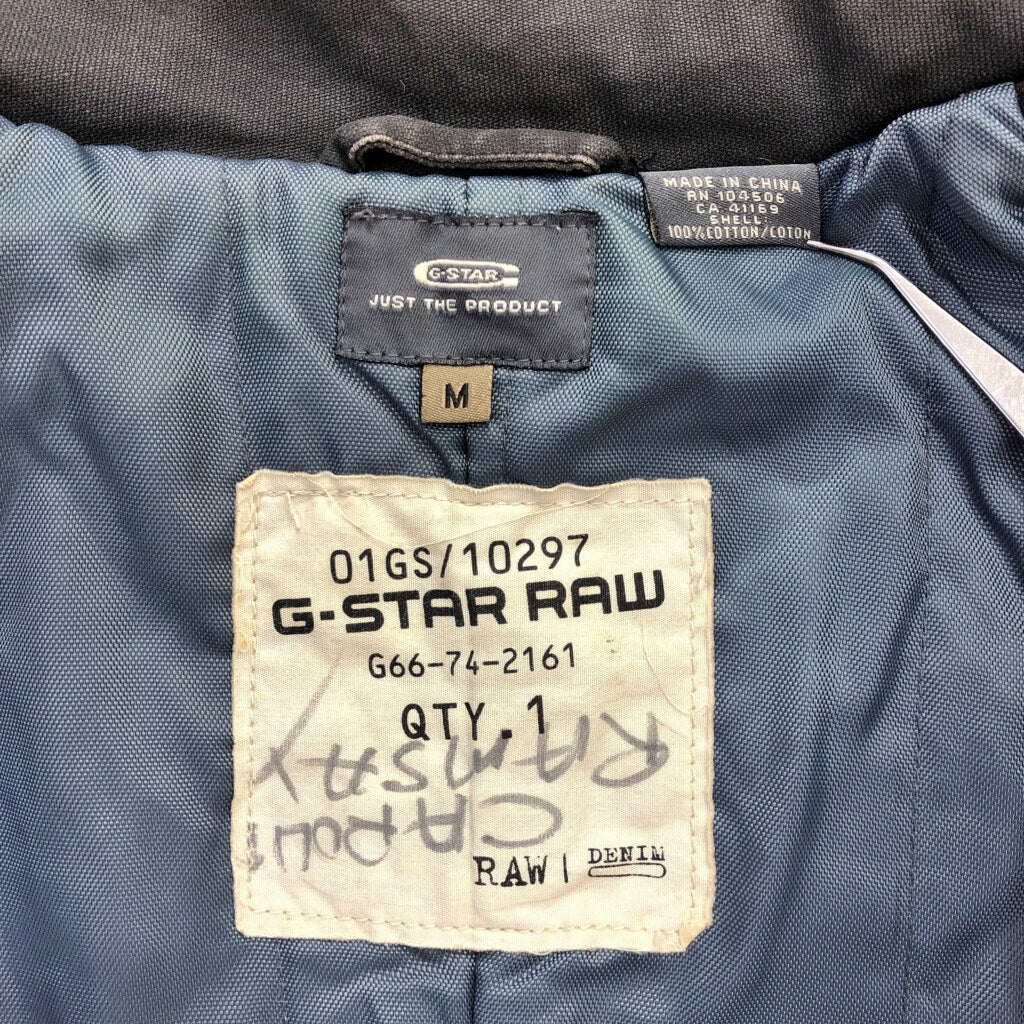 MADE IN CHINA
RN 104506
CA 41169
SHELL:
100% COTTON/COTON
G-STAR
JUST THE PRODUCT
M
01GS/10297
G-STAR RAW
G66-74-2161
QTY.1
RAMSAY
RAW | DENIM